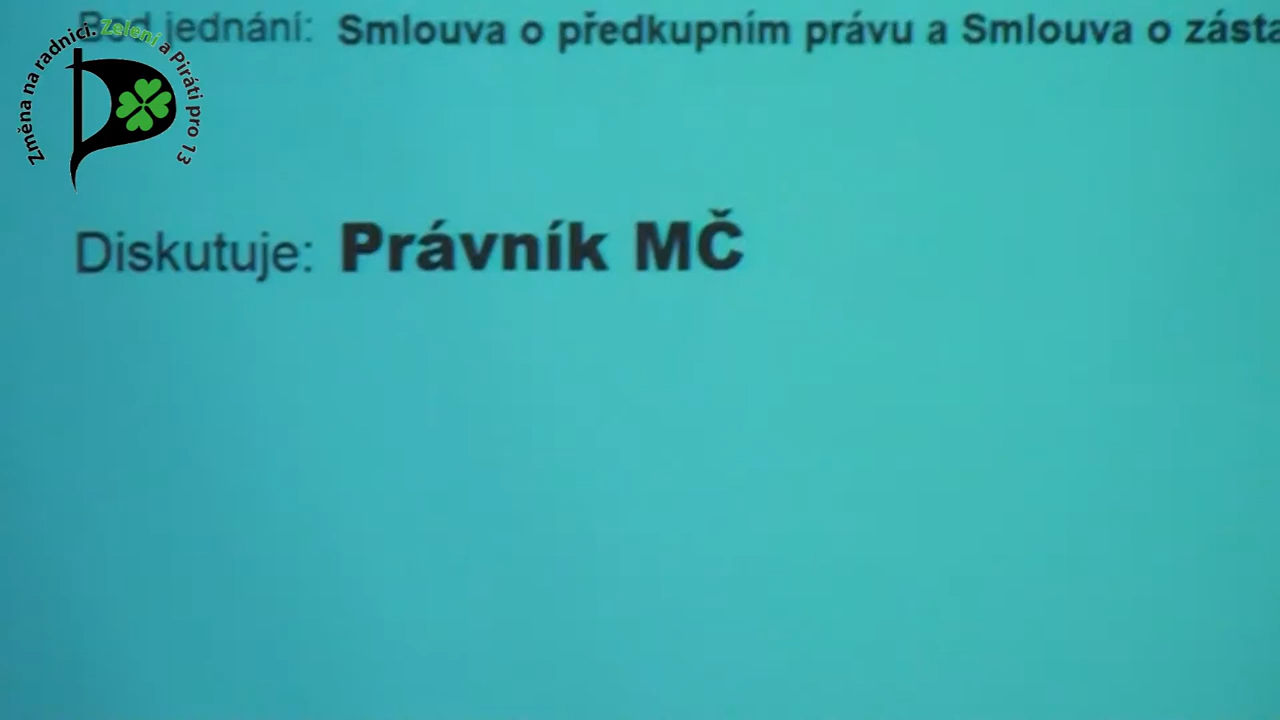 Bod jednání: Smlouva o předkupním právu a Smlouva o zásta
Změna na radnici. Zelení a Piráti pro 13
Diskutuje: Právník MČ